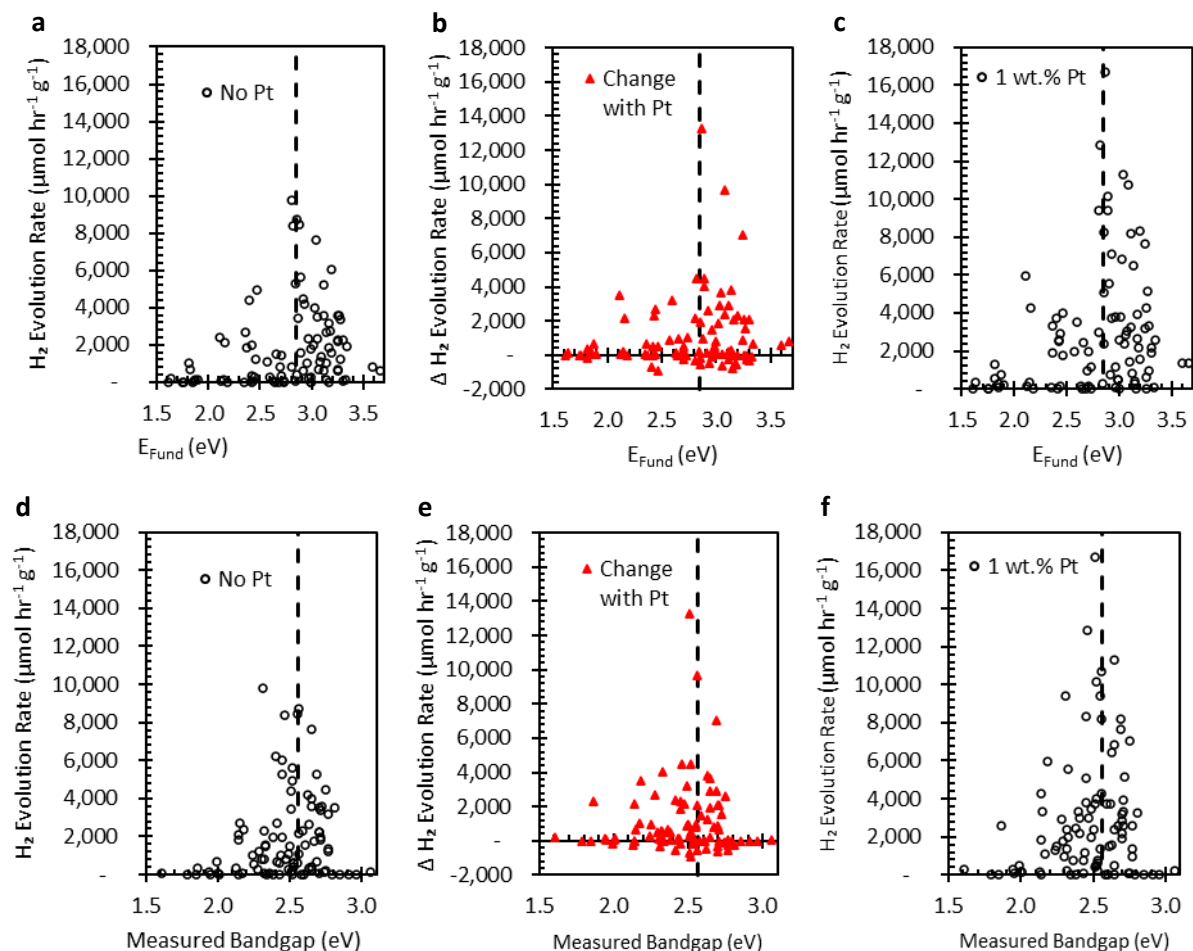 a
18,000
16,000
14,000
12,000
10,000
8,000
6,000
4,000
2,000
-
H₂ Evolution Rate (µmol hr⁻¹ g⁻¹)
No Pt
1.5 2.0 2.5 3.0 3.5
E_Fund (eV)
b
18,000
16,000
14,000
12,000
10,000
8,000
6,000
4,000
2,000
-
-2,000
Δ H₂ Evolution Rate (µmol hr⁻¹ g⁻¹)
Change
with Pt
1.5 2.0 2.5 3.0 3.5
E_Fund (eV)
c
18,000
16,000
14,000
12,000
10,000
8,000
6,000
4,000
2,000
-
H₂ Evolution Rate (µmol hr⁻¹ g⁻¹)
1 wt.% Pt
1.5 2.0 2.5 3.0 3.5
E_Fund (eV)
d
18,000
16,000
14,000
12,000
10,000
8,000
6,000
4,000
2,000
-
H₂ Evolution Rate (µmol hr⁻¹ g⁻¹)
No Pt
1.5 2.0 2.5 3.0
Measured Bandgap (eV)
e
18,000
16,000
14,000
12,000
10,000
8,000
6,000
4,000
2,000
-
-2,000
Δ H₂ Evolution Rate (µmol hr⁻¹ g⁻¹)
Change
with Pt
1.5 2.0 2.5 3.0
Measured Bandgap (eV)
f
18,000
16,000
14,000
12,000
10,000
8,000
6,000
4,000
2,000
-
H₂ Evolution Rate (µmol hr⁻¹ g⁻¹)
1 wt.% Pt
1.5 2.0 2.5 3.0
Measured Bandgap (eV)